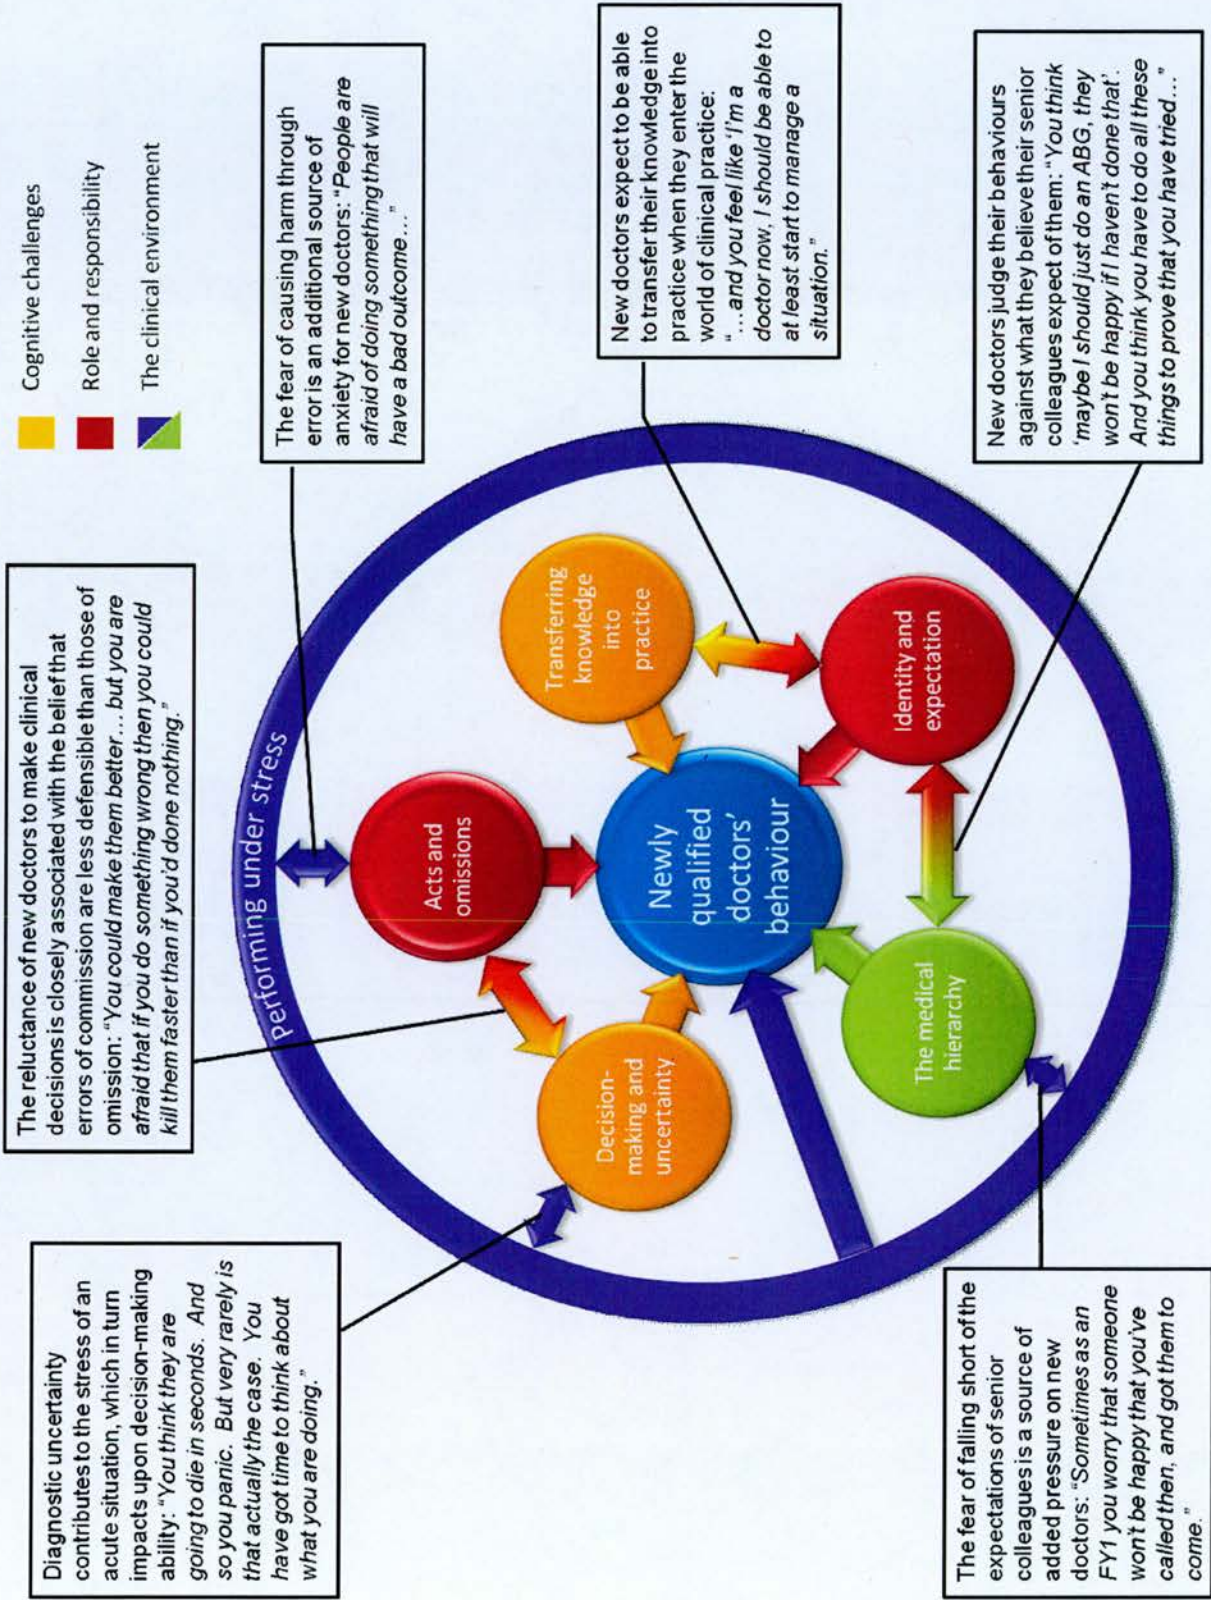 Cognitive challenges
Role and responsibility
The clinical environment
Diagnostic uncertainty
contributes to the stress of an
acute situation, which in turn
impacts upon decision-making
ability: “You think they are
going to die in seconds. And
so you panic. But very rarely is
that actually the case. You
have got time to think about
what you are doing.”
The reluctance of new doctors to make clinical
decisions is closely associated with the belief that
errors of commission are less defensible than those of
omission: “You could make them better… but you are
afraid that if you do something wrong then you could
kill them faster than if you’d done nothing.”
The fear of causing harm through
error is an additional source of
anxiety for new doctors: “People are
afraid of doing something that will
have a bad outcome…”
New doctors expect to be able
to transfer their knowledge into
practice when they enter the
world of clinical practice:
“…and you feel like ‘I’m a
doctor now, I should be able to
at least start to manage a
situation.”
New doctors judge their behaviours
against what they believe their senior
colleagues expect of them: “You think
‘maybe I should just do an ABG, they
won’t be happy if I haven’t done that’.
And you think you have to do all these
things to prove that you have tried…”
The fear of falling short of the
expectations of senior
colleagues is a source of
added pressure on new
doctors: “Sometimes as an
FY1 you worry that someone
won’t be happy that you’ve
called then, and got them to
come.”
Performing under stress
Acts and
omissions
Transferring
knowledge
into
practice
Decision-
making and
uncertainty
Newly
qualified
doctors’
behaviour
Identity and
expectation
The medical
hierarchy